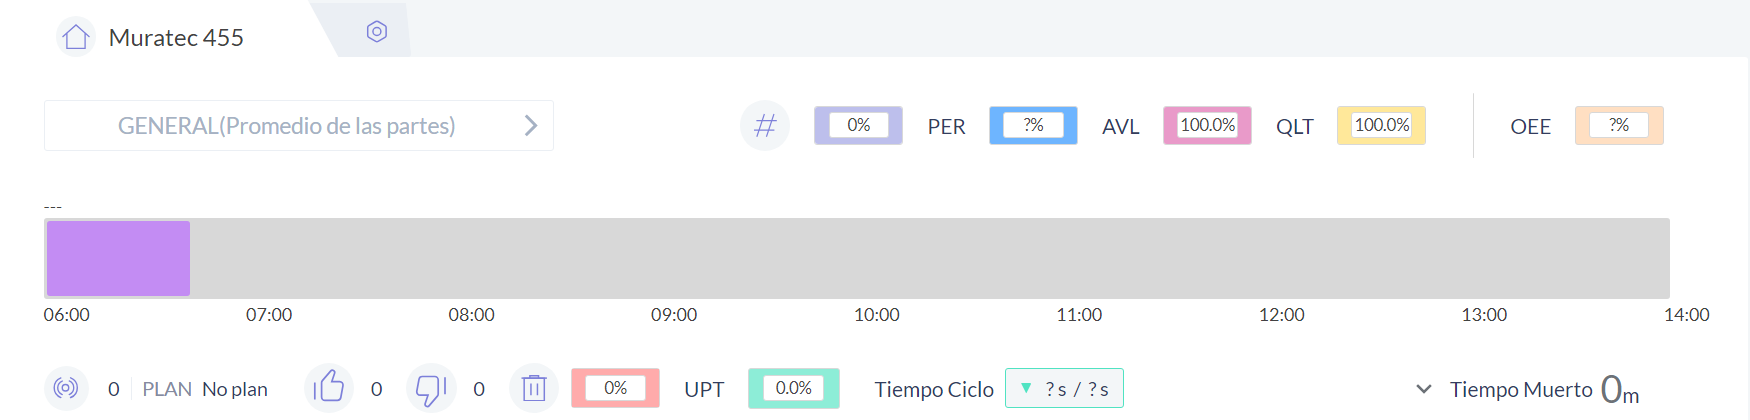 Muratec 455
GENERAL(Promedio de las partes)
# 0% PER ?% AVL 100.0% QLT 100.0% OEE ?%
---
06:00 07:00 08:00 09:00 10:00 11:00 12:00 13:00 14:00
0 PLAN No plan 0 0 0% UPT 0.0% Tiempo Ciclo ▼ ? s / ? s Tiempo Muerto 0m